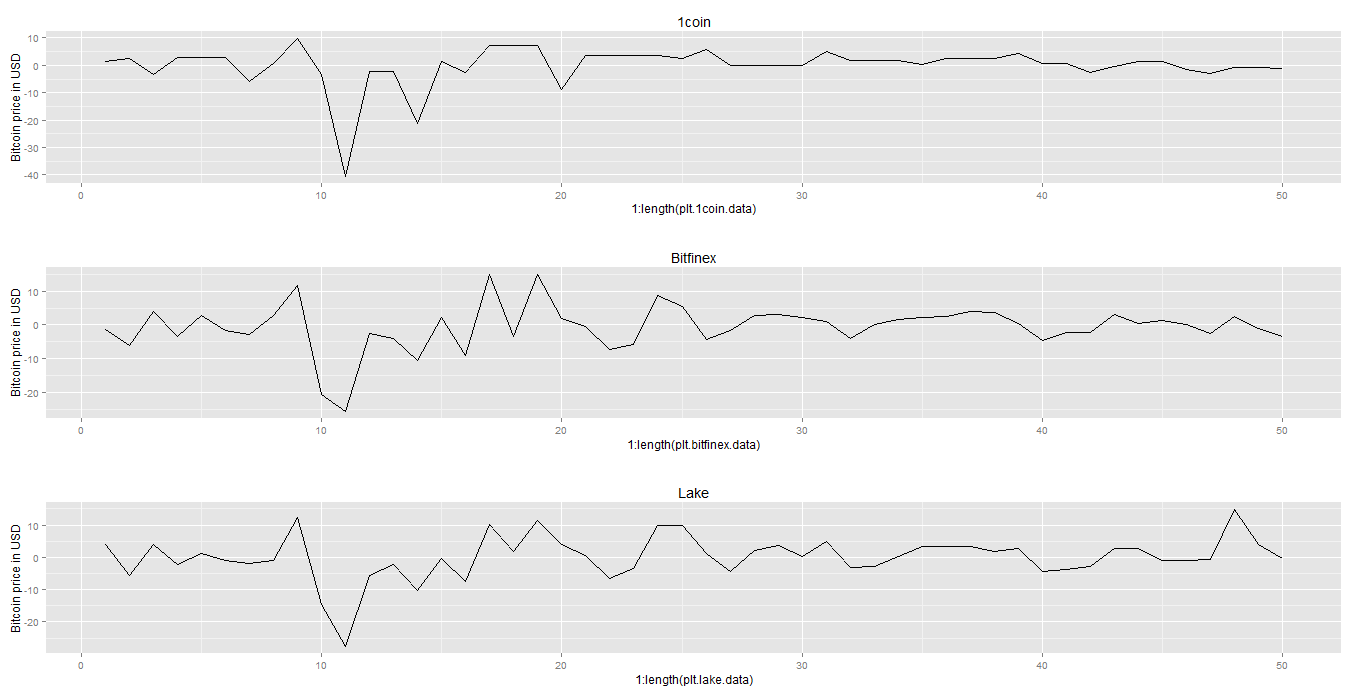 1coin
Bitcoin price in USD
10
0
-10
-20
-30
-40
0 10 20 30 40 50
1:length(plt.1coin.data)
Bitfinex
Bitcoin price in USD
10
0
-10
-20
0 10 20 30 40 50
1:length(plt.bitfinex.data)
Lake
Bitcoin price in USD
10
0
-10
-20
0 10 20 30 40 50
1:length(plt.lake.data)